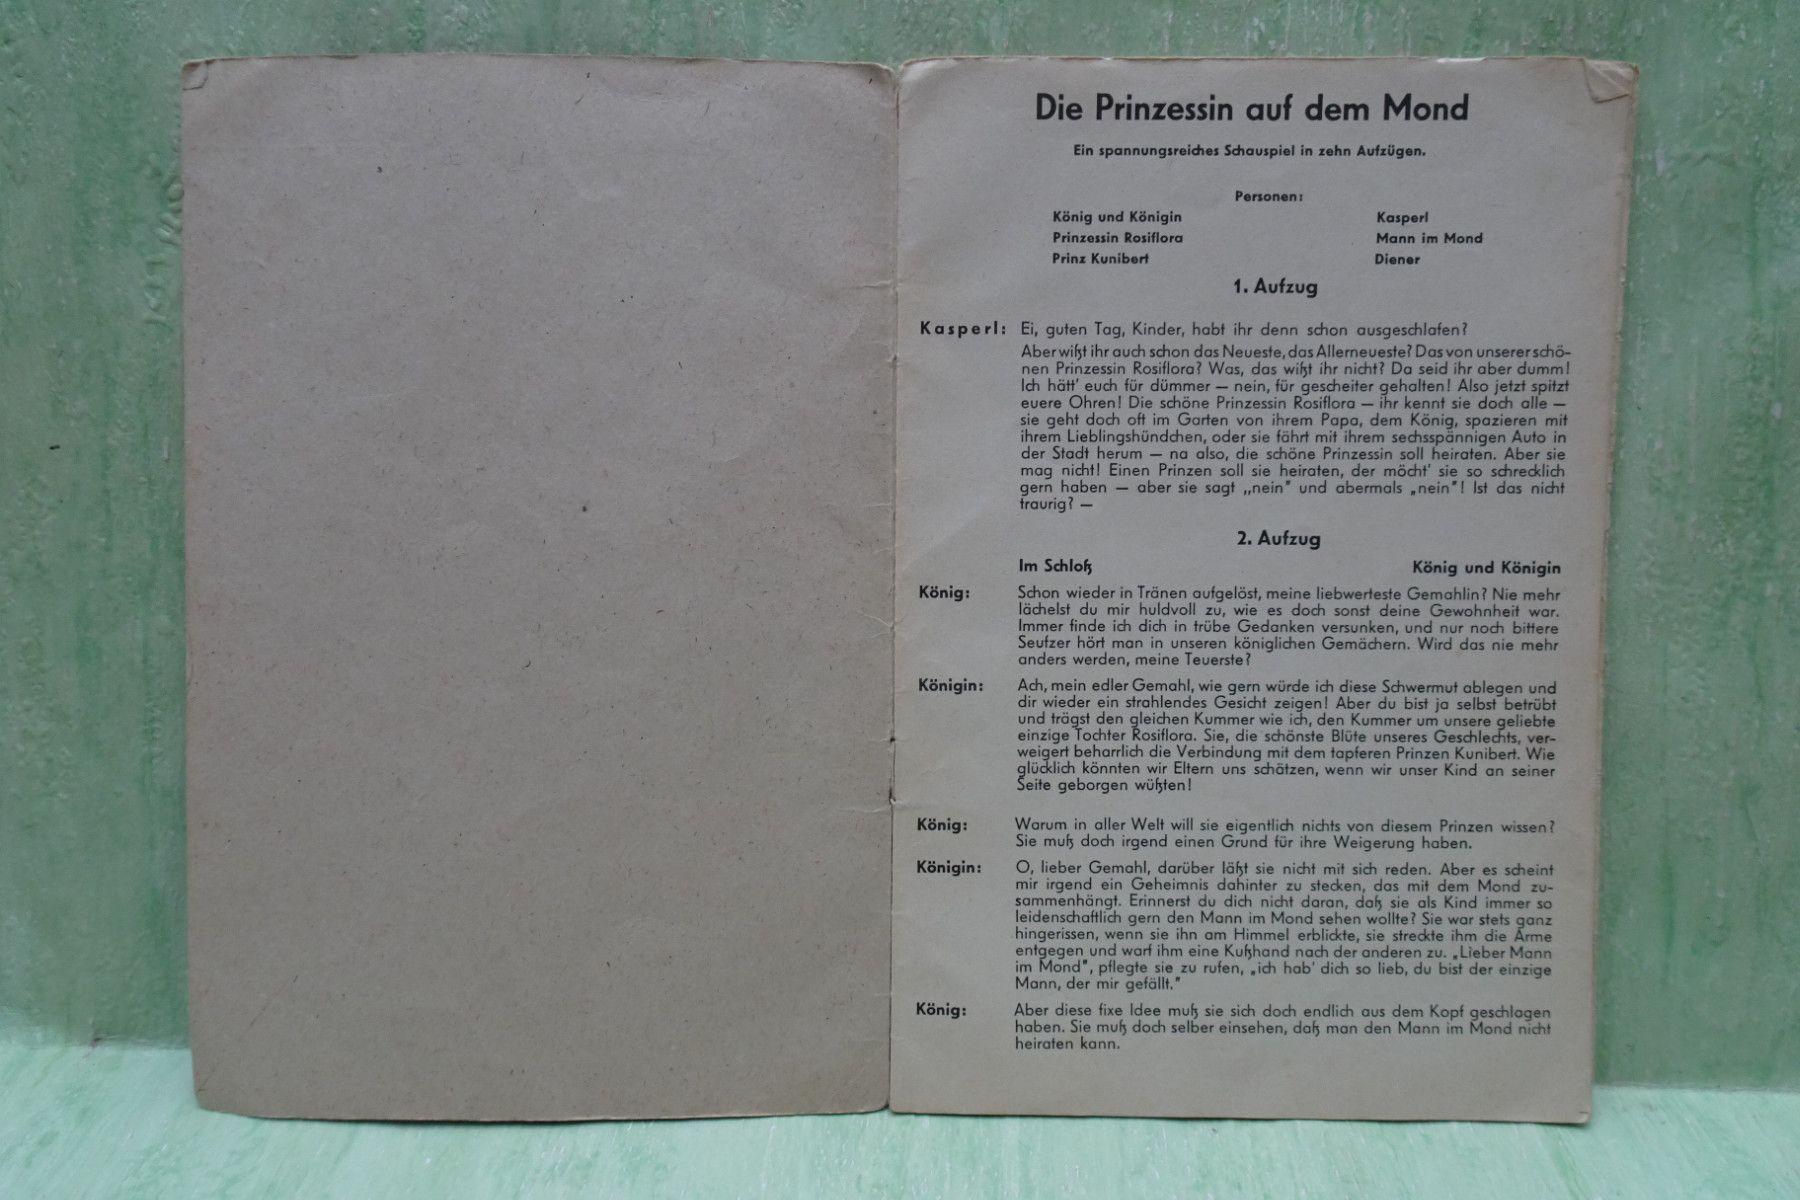 Die Prinzessin auf dem Mond
Ein spannungsreiches Schauspiel in zehn Aufzügen.
Personen:
König und Königin Kasperl
Prinzessin Rosiflora Mann im Mond
Prinz Kunibert Diener
1. Aufzug
Kasperl: Ei, guten Tag, Kinder, habt ihr denn schon ausgeschlafen?
Aber wißt ihr auch schon das Neueste, das Allerneueste? Das von unserer schö-
nen Prinzessin Rosiflora? Was, das wißt ihr nicht? Da seid ihr aber dumm!
Ich hätt' euch für dümmer — nein, für gescheiter gehalten! Also jetzt spitzt
euere Ohren! Die schöne Prinzessin Rosiflora — ihr kennt sie doch alle —
sie geht doch oft im Garten von ihrem Papa, dem König, spazieren mit
ihrem Lieblingshündchen, oder sie fährt mit ihrem sechsspännigen Auto in
der Stadt herum — na also, die schöne Prinzessin soll heiraten. Aber sie
mag nicht! Einen Prinzen soll sie heiraten, der möcht' sie so schrecklich
gern haben — aber sie sagt ,,nein" und abermals „nein"! Ist das nicht
traurig? —
2. Aufzug
Im Schloß König und Königin
König: Schon wieder in Tränen aufgelöst, meine liebwerteste Gemahlin? Nie mehr
lächelst du mir huldvoll zu, wie es doch sonst deine Gewohnheit war.
Immer finde ich dich in trübe Gedanken versunken, und nur noch bittere
Seufzer hört man in unseren königlichen Gemächern. Wird das nie mehr
anders werden, meine Teuerste?
Königin: Ach, mein edler Gemahl, wie gern würde ich diese Schwermut ablegen und
dir wieder ein strahlendes Gesicht zeigen! Aber du bist ja selbst betrübt
und trägst den gleichen Kummer wie ich, den Kummer um unsere geliebte
einzige Tochter Rosiflora. Sie, die schönste Blüte unseres Geschlechts, ver-
weigert beharrlich die Verbindung mit dem tapferen Prinzen Kunibert. Wie
glücklich könnten wir Eltern uns schätzen, wenn wir unser Kind an seiner
Seite geborgen wüßten!
König: Warum in aller Welt will sie eigentlich nichts von diesem Prinzen wissen?
Sie muß doch irgend einen Grund für ihre Weigerung haben.
Königin: O, lieber Gemahl, darüber läßt sie nicht mit sich reden. Aber es scheint
mir irgend ein Geheimnis dahinter zu stecken, das mit dem Mond zu-
sammenhängt. Erinnerst du dich nicht daran, daß sie als Kind immer so
leidenschaftlich gern den Mann im Mond sehen wollte? Sie war stets ganz
hingerissen, wenn sie ihn am Himmel erblickte, sie streckte ihm die Arme
entgegen und warf ihm eine Kußhand nach der anderen zu. „Lieber Mann
im Mond", pflegte sie zu rufen, „ich hab' dich so lieb, du bist der einzige
Mann, der mir gefällt."
König: Aber diese fixe Idee muß sie sich doch endlich aus dem Kopf geschlagen
haben. Sie muß doch selber einsehen, daß man den Mann im Mond nicht
heiraten kann.